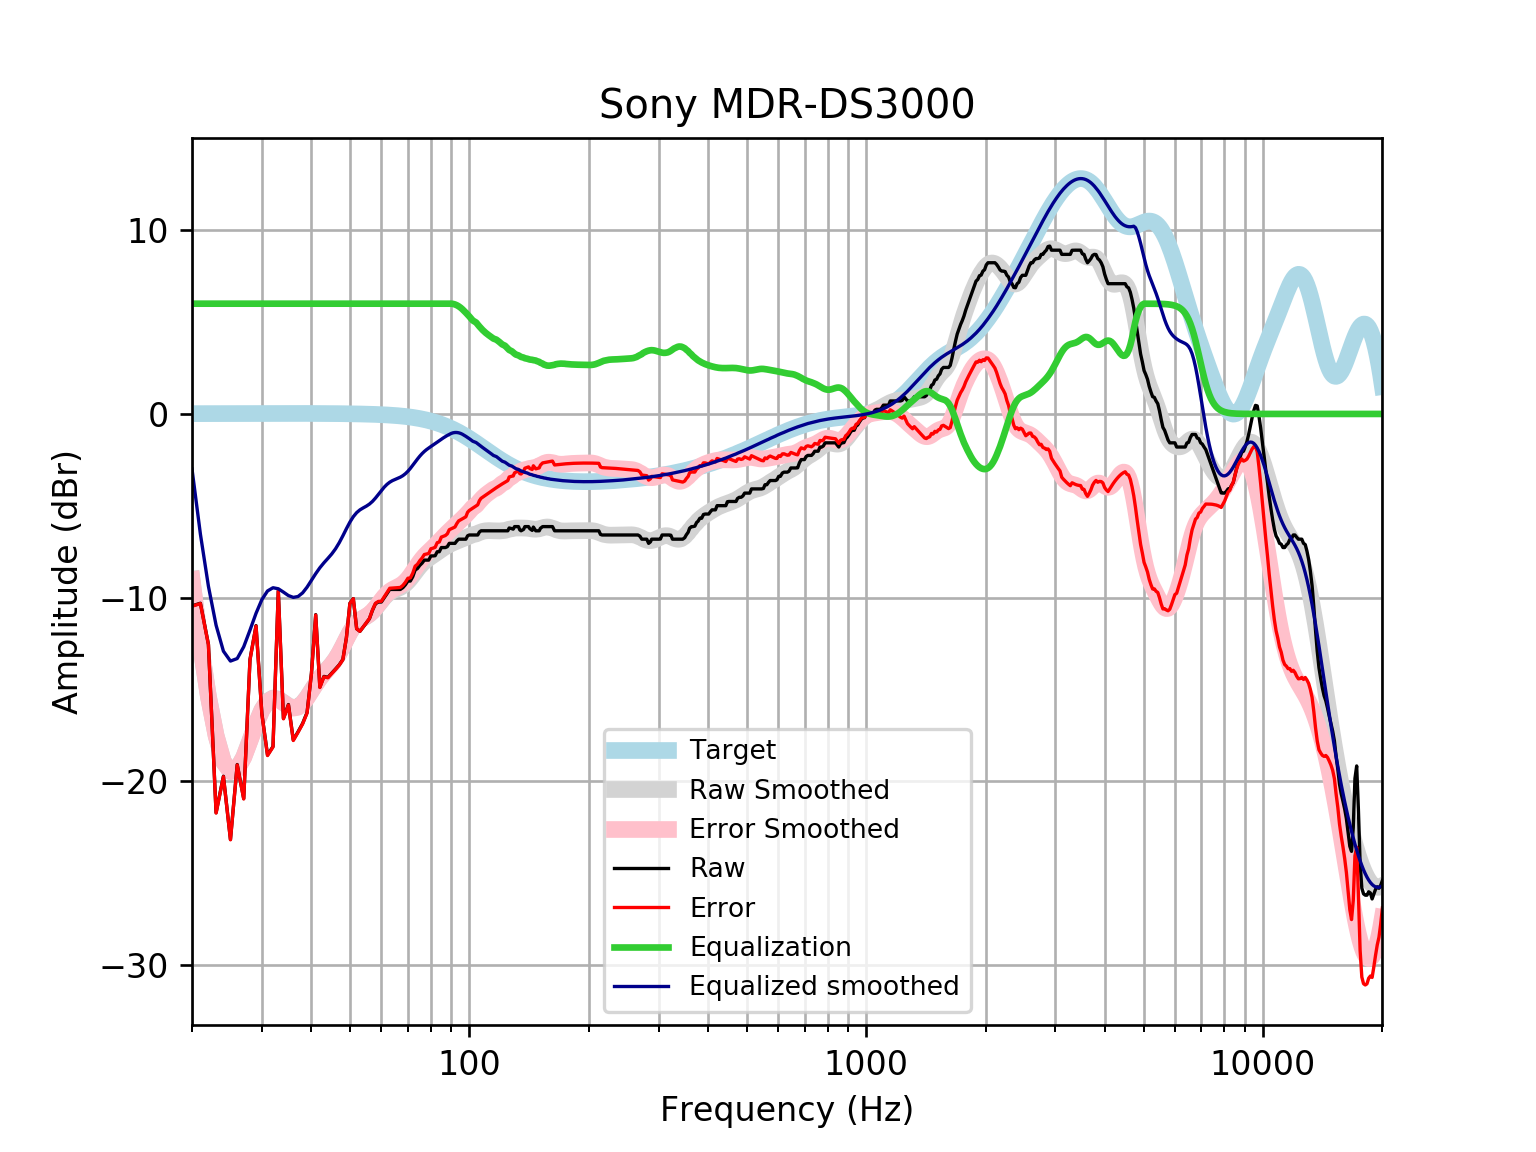 Sony MDR-DS3000
10
0
−10
−20
−30
Amplitude (dBr)
Target
Raw Smoothed
Error Smoothed
Raw
Error
Equalization
Equalized smoothed
100 1000 10000
Frequency (Hz)